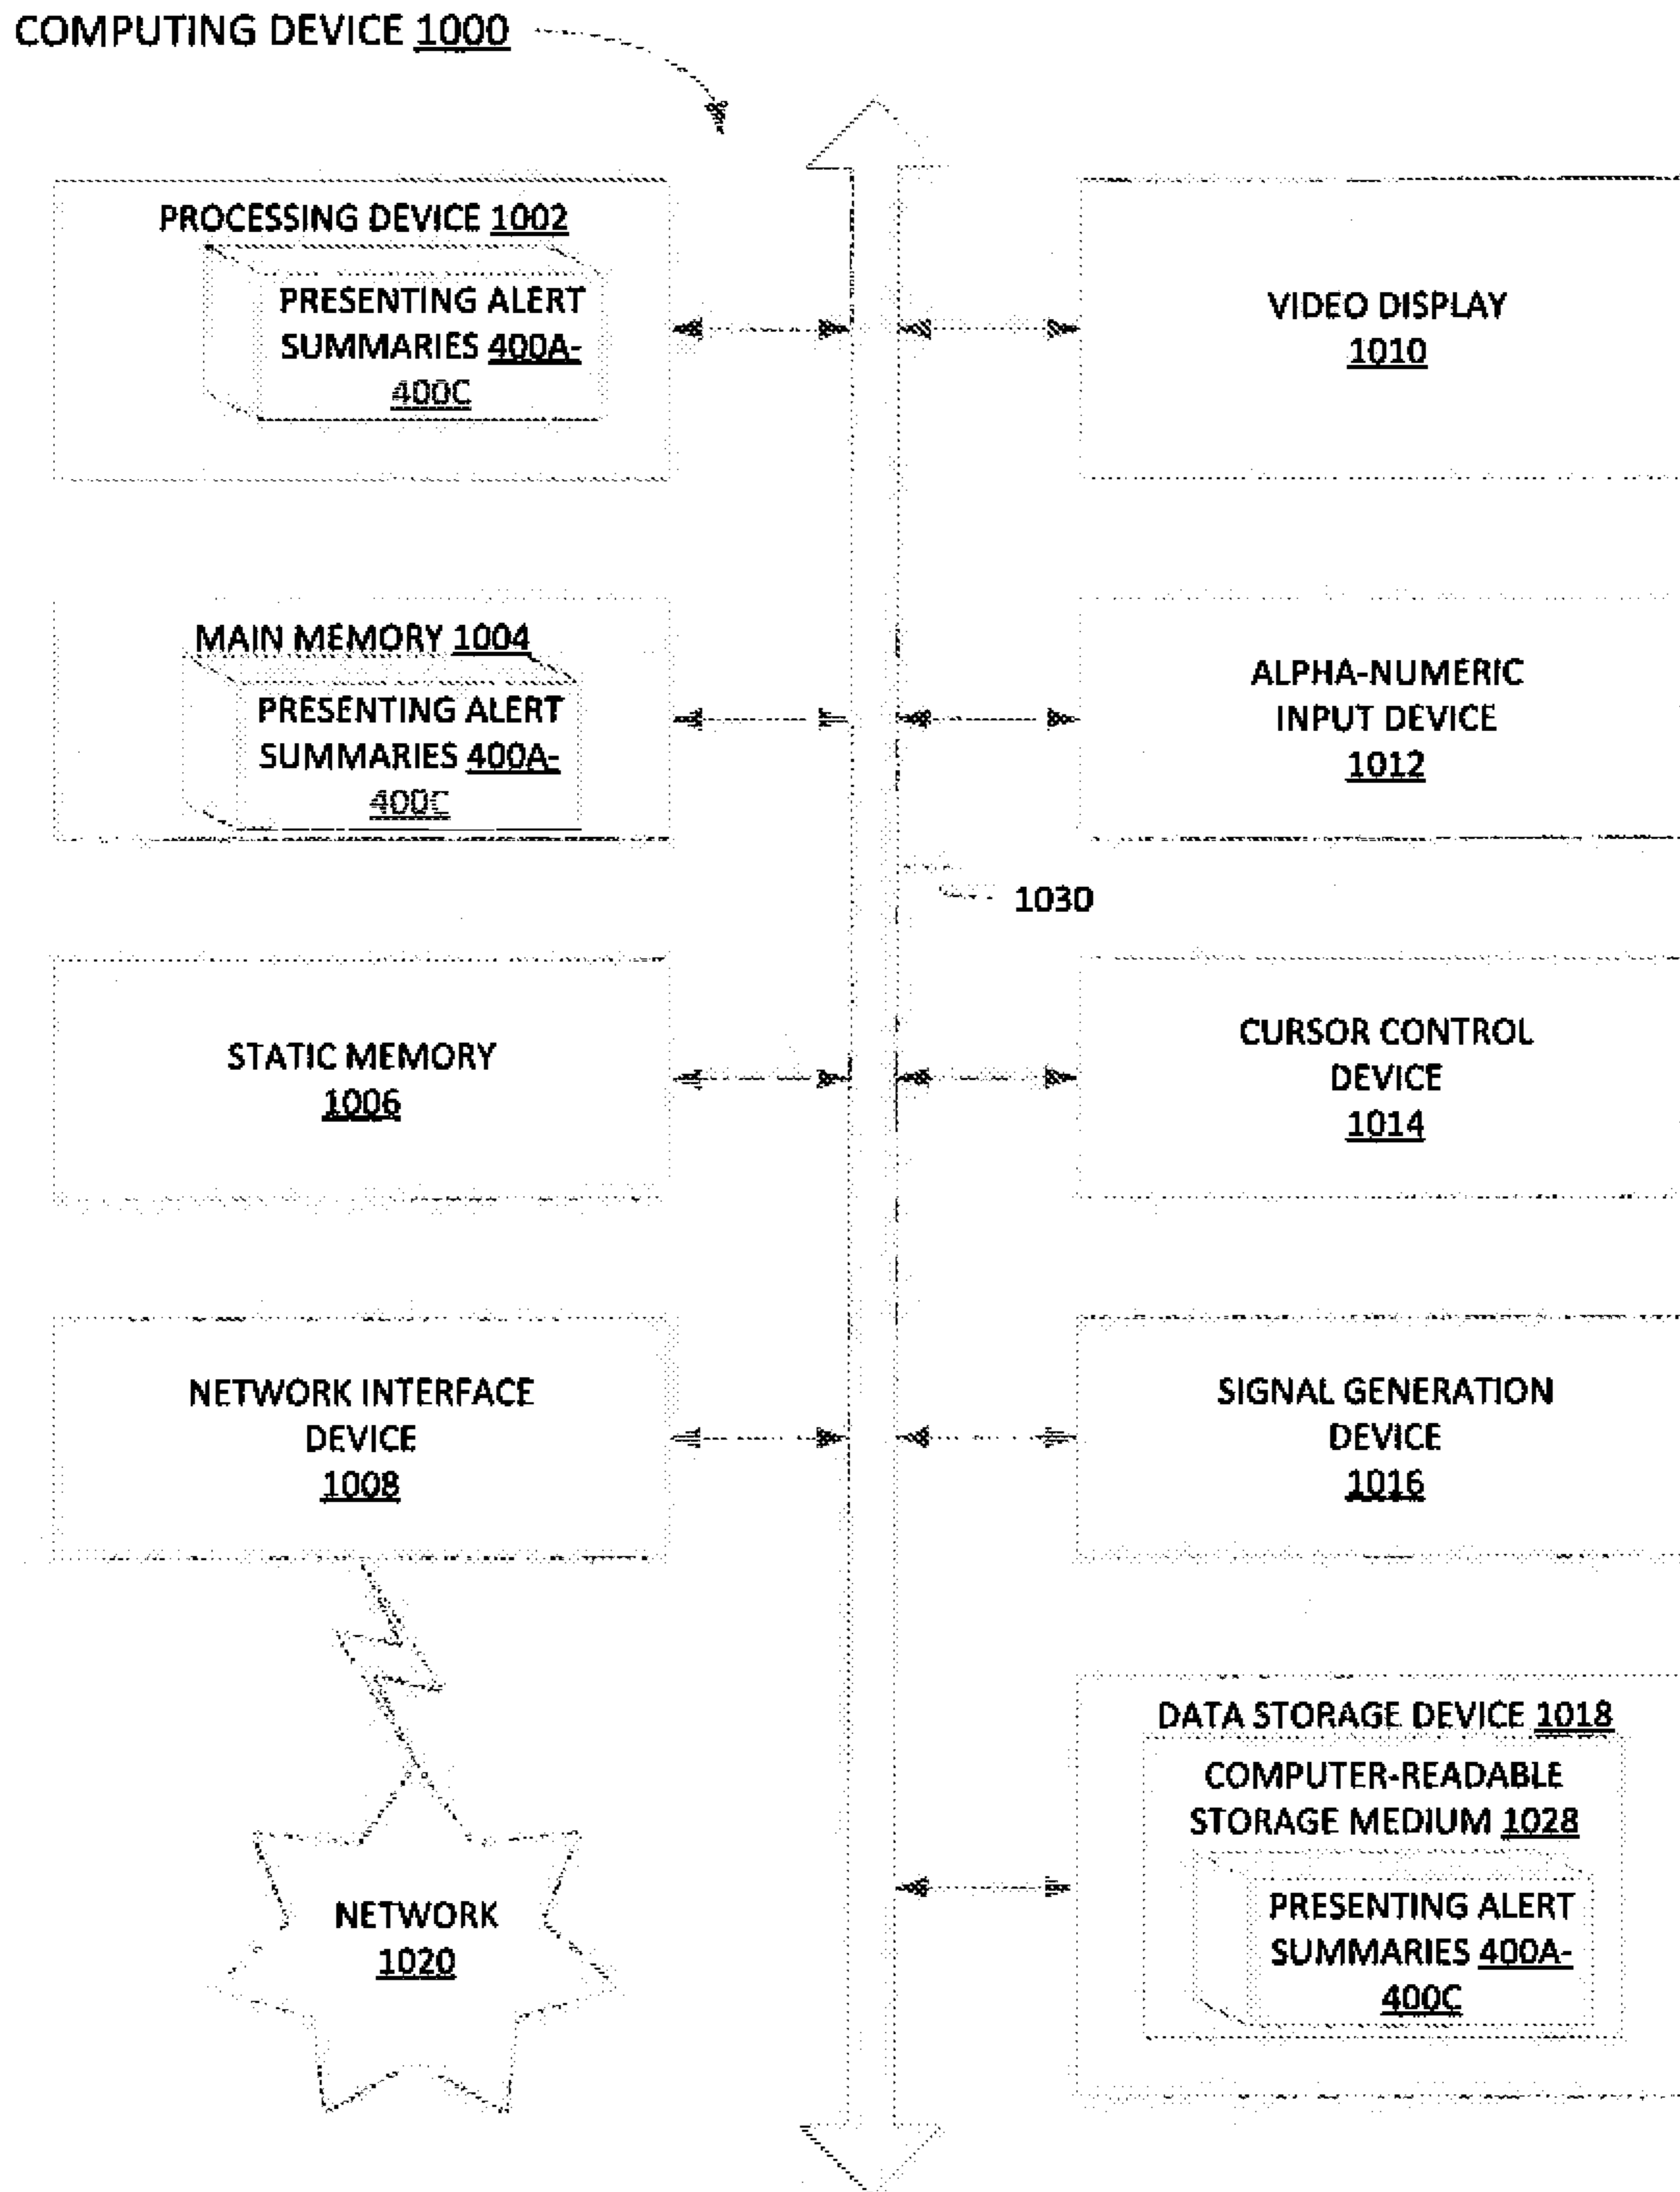 COMPUTING DEVICE 1000
PROCESSING DEVICE 1002
PRESENTING ALERT
SUMMARIES 400A-
400C
VIDEO DISPLAY
1010
MAIN MEMORY 1004
PRESENTING ALERT
SUMMARIES 400A-
400C
ALPHA-NUMERIC
INPUT DEVICE
1012
1030
STATIC MEMORY
1006
CURSOR CONTROL
DEVICE
1014
NETWORK INTERFACE
DEVICE
1008
SIGNAL GENERATION
DEVICE
1016
NETWORK
1020
DATA STORAGE DEVICE 1018
COMPUTER-READABLE
STORAGE MEDIUM 1028
PRESENTING ALERT
SUMMARIES 400A-
400C